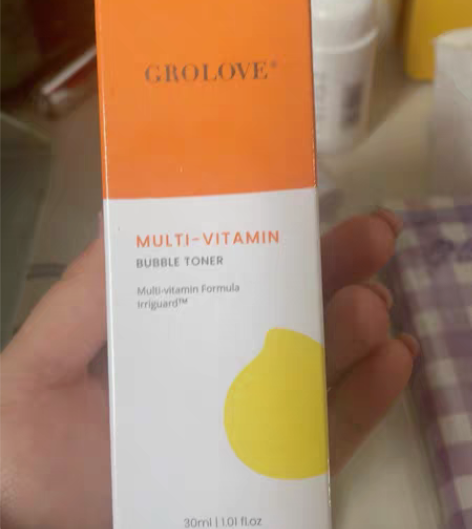 GROLOVE®
MULTI-VITAMIN
BUBBLE TONER
Multi-vitamin Formula
Irriguard™
30ml | 1.01 fl.oz